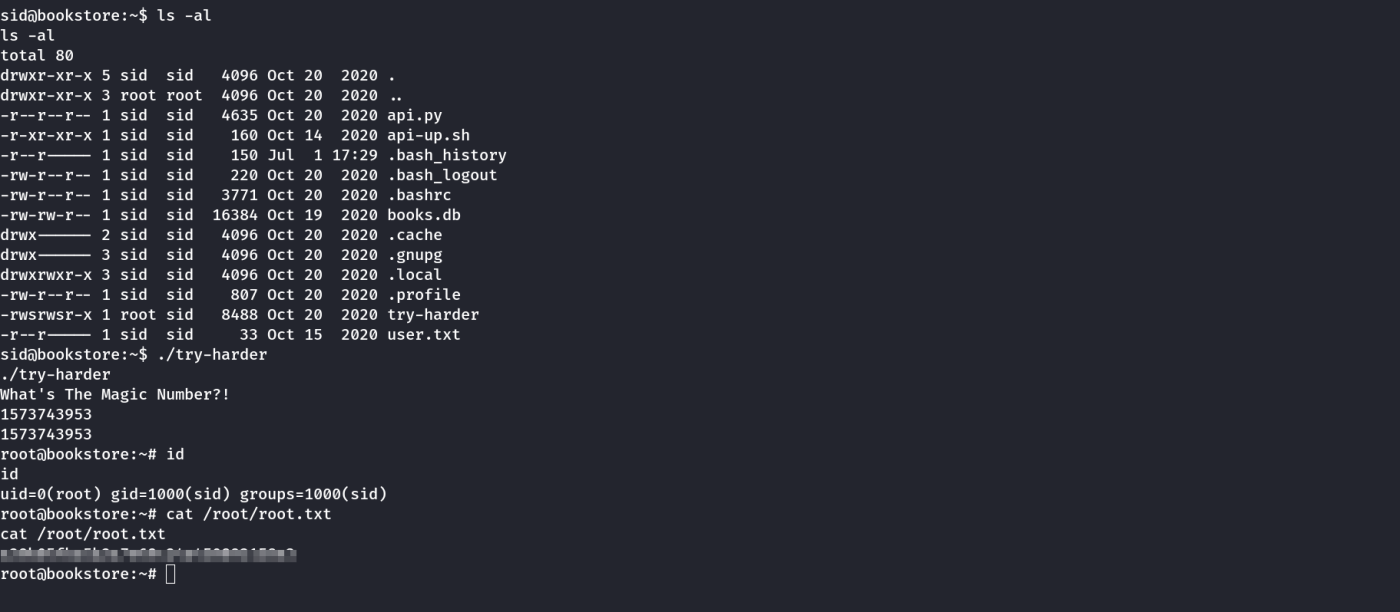 sid@bookstore:~$ ls -al
ls -al
total 80
drwxr-xr-x 5 sid  sid   4096 Oct 20  2020 .
drwxr-xr-x 3 root root  4096 Oct 20  2020 ..
-r--r--r-- 1 sid  sid   4635 Oct 20  2020 api.py
-r-xr-xr-x 1 sid  sid    160 Oct 14  2020 api-up.sh
-r--r----- 1 sid  sid    150 Jul  1 17:29 .bash_history
-rw-r--r-- 1 sid  sid    220 Oct 20  2020 .bash_logout
-rw-r--r-- 1 sid  sid   3771 Oct 20  2020 .bashrc
-rw-rw-r-- 1 sid  sid  16384 Oct 19  2020 books.db
drwx------ 2 sid  sid   4096 Oct 20  2020 .cache
drwx------ 3 sid  sid   4096 Oct 20  2020 .gnupg
drwxrwxr-x 3 sid  sid   4096 Oct 20  2020 .local
-rw-r--r-- 1 sid  sid    807 Oct 20  2020 .profile
-rwsrwsr-x 1 root sid   8488 Oct 20  2020 try-harder
-r--r----- 1 sid  sid     33 Oct 15  2020 user.txt
sid@bookstore:~$ ./try-harder
./try-harder
What's The Magic Number?!
1573743953
1573743953
root@bookstore:~# id
id
uid=0(root) gid=1000(sid) groups=1000(sid)
root@bookstore:~# cat /root/root.txt
cat /root/root.txt
root@bookstore:~#